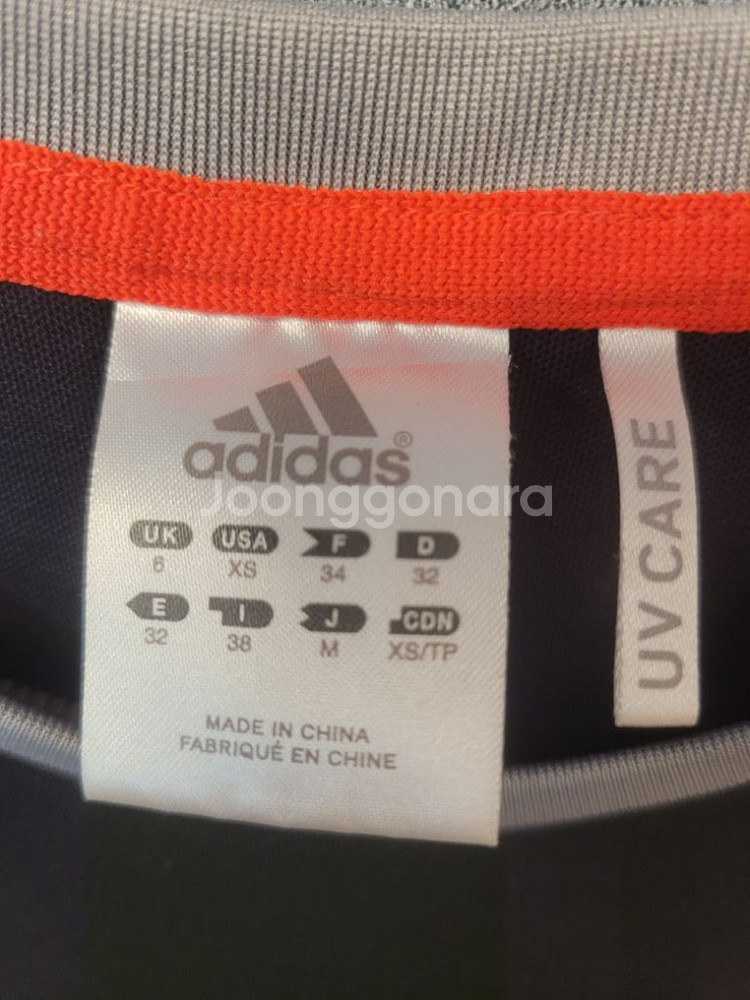 adidas®
Joonggonara
UK USA F D
6 XS 34 32
E I J CDN
32 38 M XS/TP
MADE IN CHINA
FABRIQUÉ EN CHINE
UV CARE